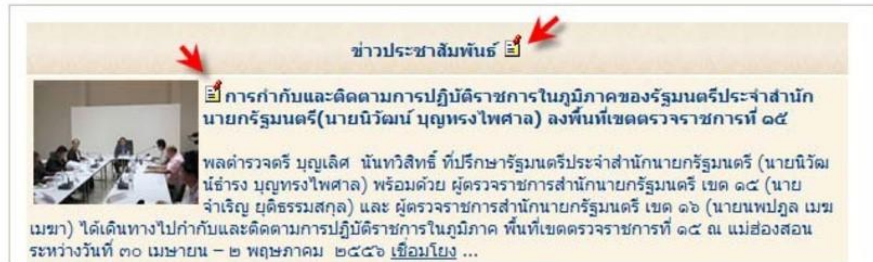 ข่าวประชาสัมพันธ์
การกำกับและติดตามการปฏิบัติราชการในภูมิภาคของรัฐมนตรีประจำสำนัก
นายกรัฐมนตรี(นายนิวัฒน์ บุญทรงไพศาล) ลงพื้นที่เขตตรวจราชการที่ ๑๕
พลตำรวจตรี บุญเลิศ นันทวิสิทธิ์ ที่ปรึกษารัฐมนตรีประจำสำนักนายกรัฐมนตรี (นายนิวัฒ
น์ธำรง บุญทรงไพศาล) พร้อมด้วย ผู้ตรวจราชการสำนักนายกรัฐมนตรี เขต ๑๕ (นาย
จำเริญ ยุติธรรมสกุล) และ ผู้ตรวจราชการสำนักนายกรัฐมนตรี เขต ๑๖ (นายนพปฎล เมฆ
เมฆา) ได้เดินทางไปกำกับและติดตามการปฏิบัติราชการในภูมิภาค พื้นที่เขตตรวจราชการที่ ๑๕ ณ แม่ฮ่องสอน
ระหว่างวันที่ ๓๐ เมษายน – ๒ พฤษภาคม ๒๕๕๖ เชื่อมโยง ...